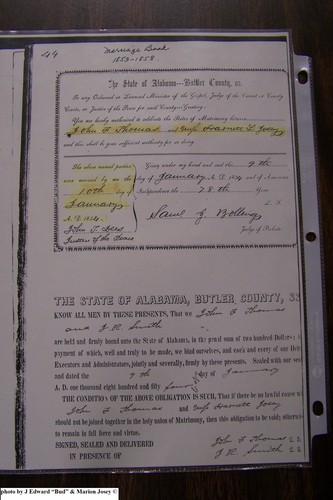 44
Marriage Book
1853-1858.
The State of Alabama—Butler County, ss.
To any Ordained or Licensed Minister of the Gospel, Judge of the Circuit or County
Courts, or Justice of the Peace for said County—Greeting:
You are hereby authorized to celebrate the Rites of Matrimony between
John F Thomas and Miss Harriett L Josey
and this shall be your sufficient authority for so doing.
The above named parties
were married by me the
10th day of
January
A.D. 1854.
John T. Dees
Justice of the Peace
Given under my hand and seal the 9th
day of January A.D. 1854 and of American
Independence the 78th Year
L. S.
Saml J Bolling
Judge of Probate
THE STATE OF ALABAMA, BUTLER COUNTY, SS
KNOW ALL MEN BY THESE PRESENTS, That we John F Thomas
and J R Smith
are held and firmly bound unto the State of Alabama, in the penal sum of two hundred Dollars; f
payment of which, well and truly to be made, we bind ourselves, and each and every of our Heir
Executors and Administrators, jointly and severally, firmly by these presents. Sealed with our sea
and dated the 9th day of January
A. D. one thousand eight hundred and fifty four
THE CONDITION OF THE ABOVE OBLIGATION IS SUCH, That if there be no lawful cause w
John F Thomas and Miss Harriett Josey
should not be joined together in the holy union of Matrimony, then this obligation to be void; otherwi
to remain in full force and virtue.
SIGNED, SEALED AND DELIVERED
IN PRESENCE OF
John F Thomas L S
J R Smith L S
photo by J Edward "Bud" & Marion Josey ©